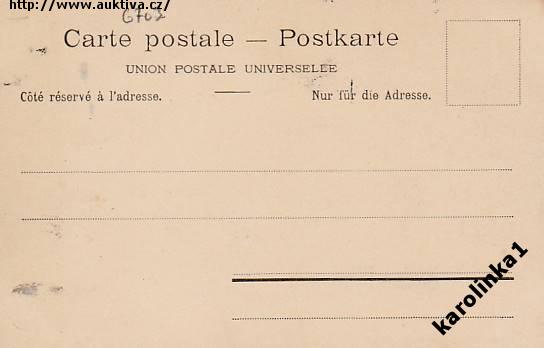 http://www.auktiva.cz/
6702
Carte postale — Postkarte
UNION POSTALE UNIVERSELLE
Côté réservé à l'adresse. Nur für die Adresse.
karolinka1